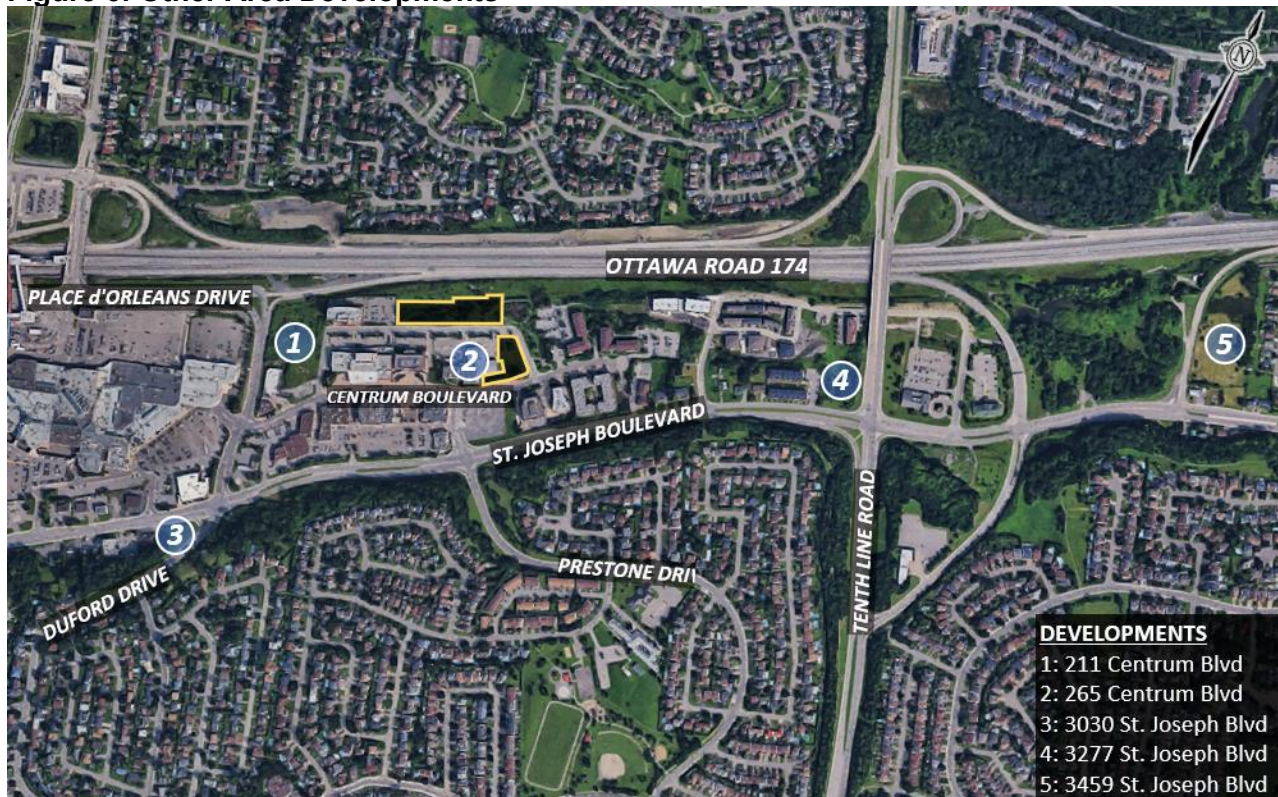 N
OTTAWA ROAD 174
PLACE d'ORLEANS DRIVE
1
2
5
4
CENTRUM BOULEVARD
ST. JOSEPH BOULEVARD
3
TENTH LINE ROAD
PRESTONE DRI
DUFORD DRIVE
DEVELOPMENTS
1: 211 Centrum Blvd
2: 265 Centrum Blvd
3: 3030 St. Joseph Blvd
4: 3277 St. Joseph Blvd
5: 3459 St. Joseph Blvd